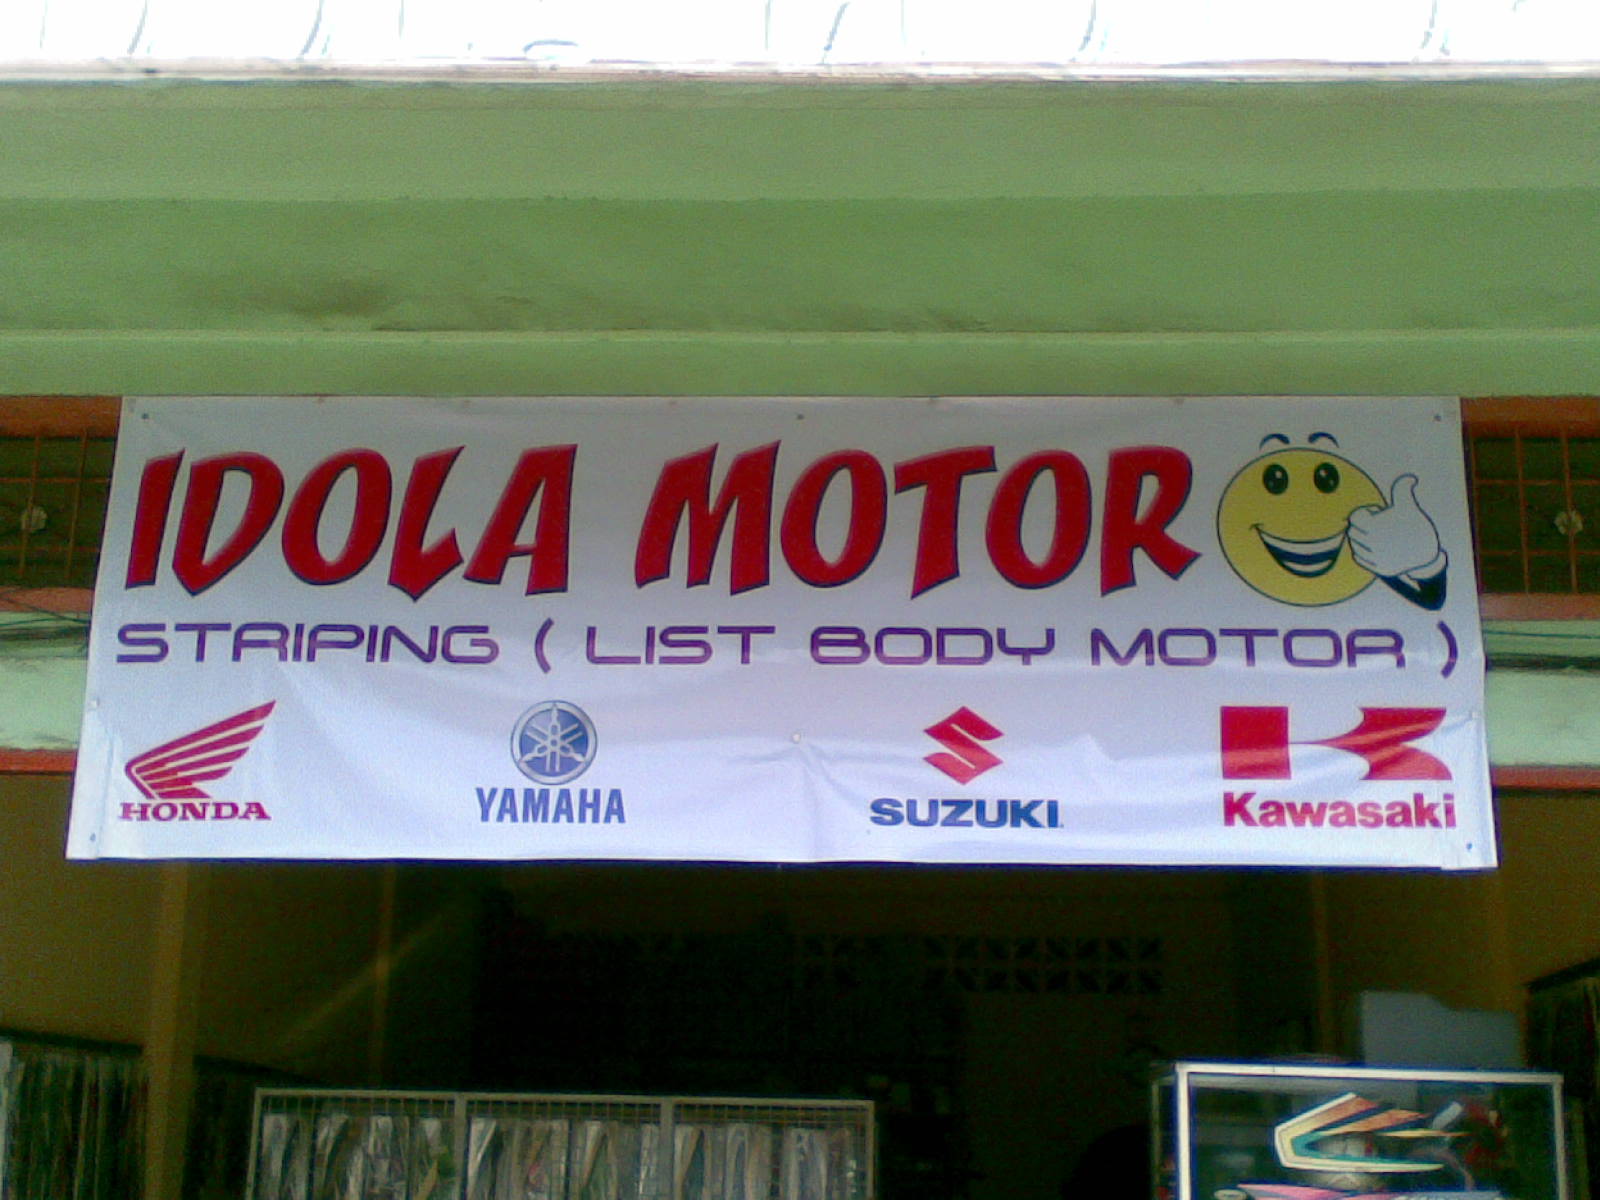 IDOLA MOTOR
STRIPING ( LIST BODY MOTOR )
HONDA YAMAHA SUZUKI Kawasaki